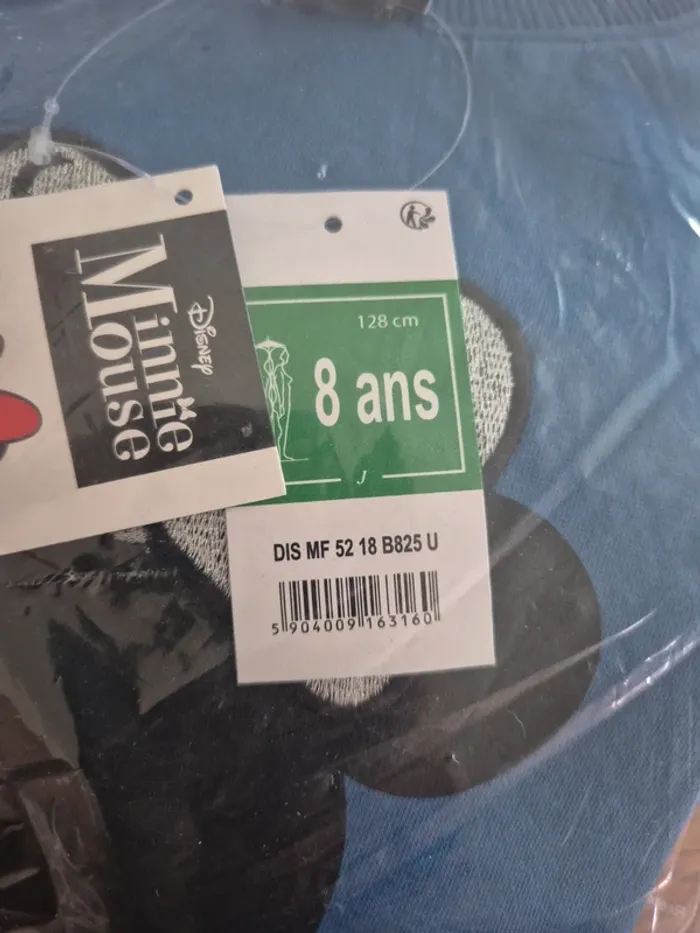 Disney
Minnie
Mouse
128 cm
8 ans
J
DIS MF 52 18 B825 U
5 904009 163160